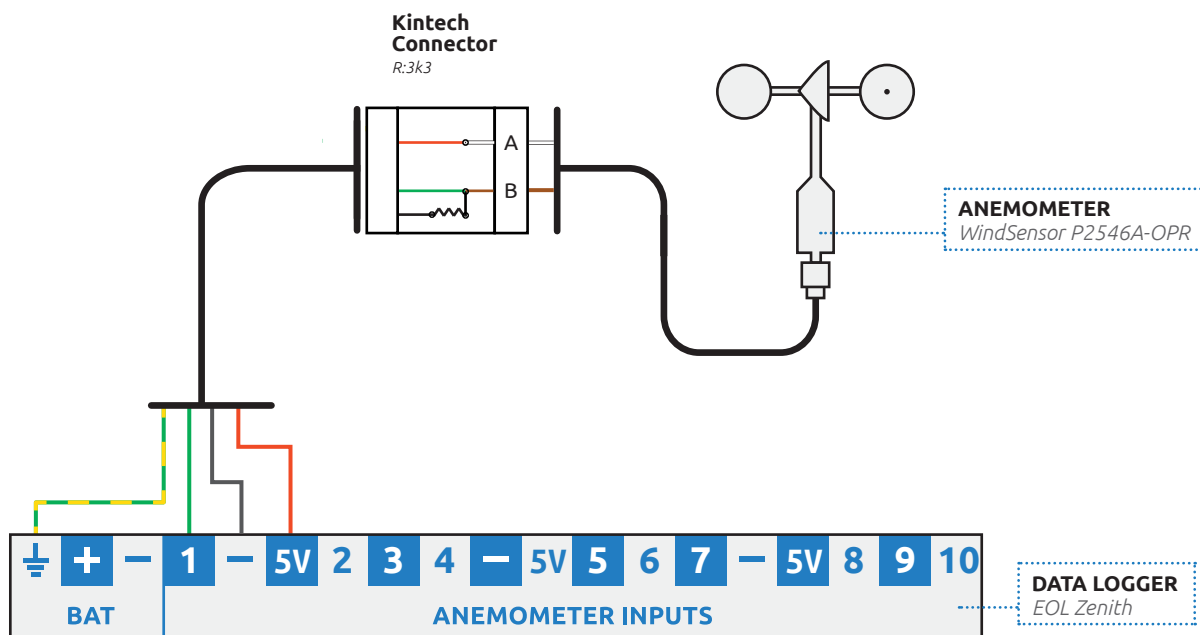 Kintech
Connector
R:3k3
A
B
ANEMOMETER
WindSensor P2546A-OPR
+ − 1 − 5V 2 3 4 − 5V 5 6 7 − 5V 8 9 10
BAT
ANEMOMETER INPUTS
DATA LOGGER
EOL Zenith